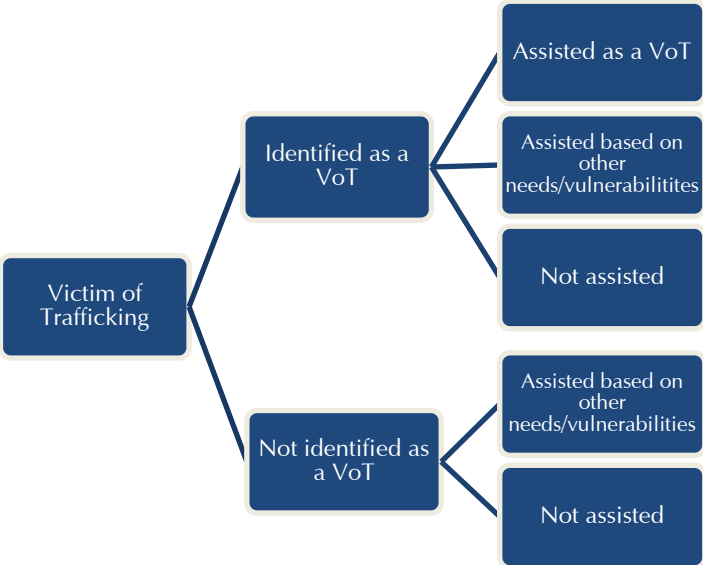 Assisted as a VoT
Identified as a
VoT
Assisted based on
other
needs/vulnerabilitites
Not assisted
Victim of
Trafficking
Not identified as
a VoT
Assisted based on
other
needs/vulnerabilities
Not assisted